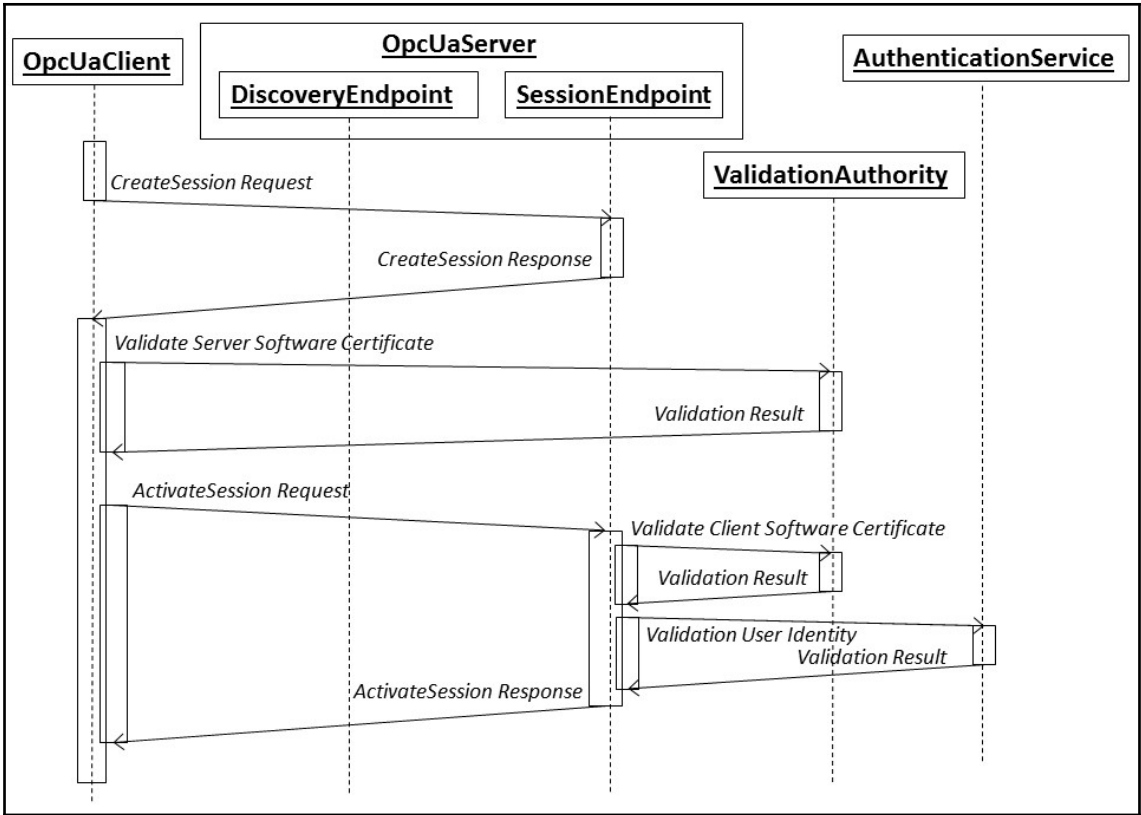 OpcUaClient
OpcUaServer
AuthenticationService
DiscoveryEndpoint
SessionEndpoint
ValidationAuthority
CreateSession Request
CreateSession Response
Validate Server Software Certificate
Validation Result
ActivateSession Request
Validate Client Software Certificate
Validation Result
Validation User Identity
Validation Result
ActivateSession Response